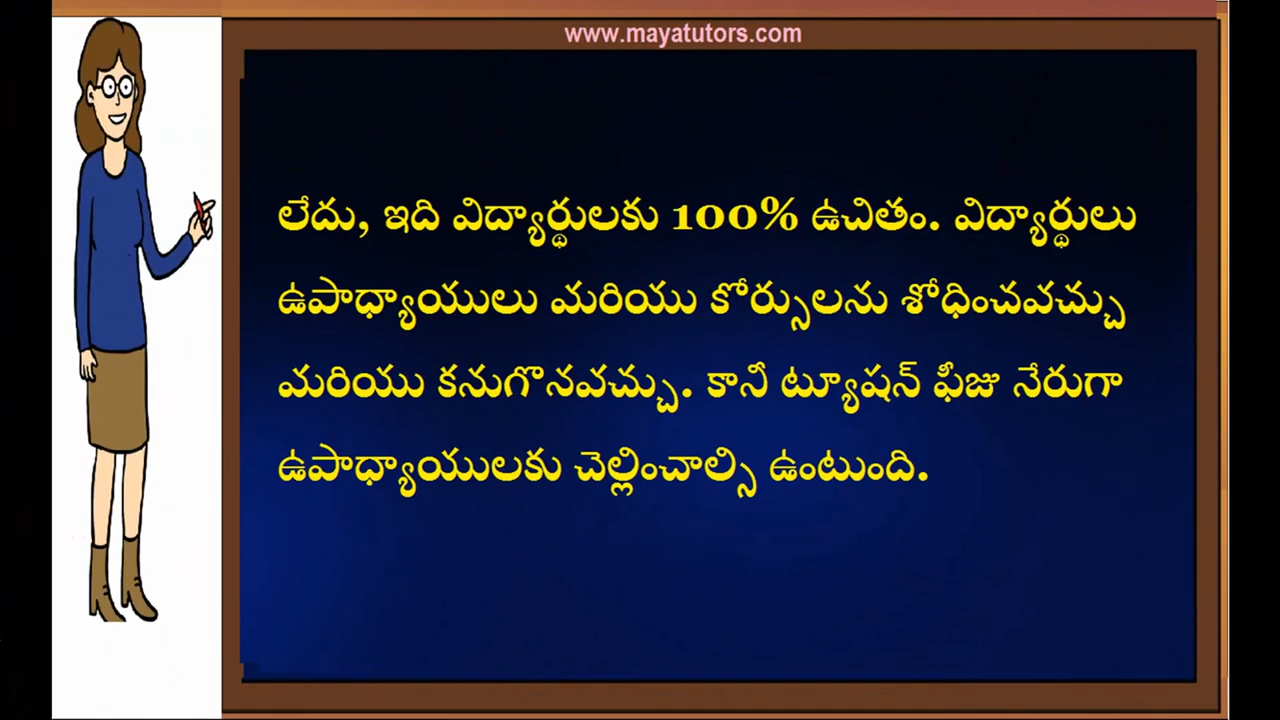 www.mayatutors.com
లేదు, ఇది విద్యార్థులకు 100% ఉచితం. విద్యార్థులు
ఉపాధ్యాయులు మరియు కోర్సులను శోధించవచ్చు
మరియు కనుగొనవచ్చు. కానీ ట్యూషన్ ఫీజు నేరుగా
ఉపాధ్యాయులకు చెల్లించాల్సి ఉంటుంది.